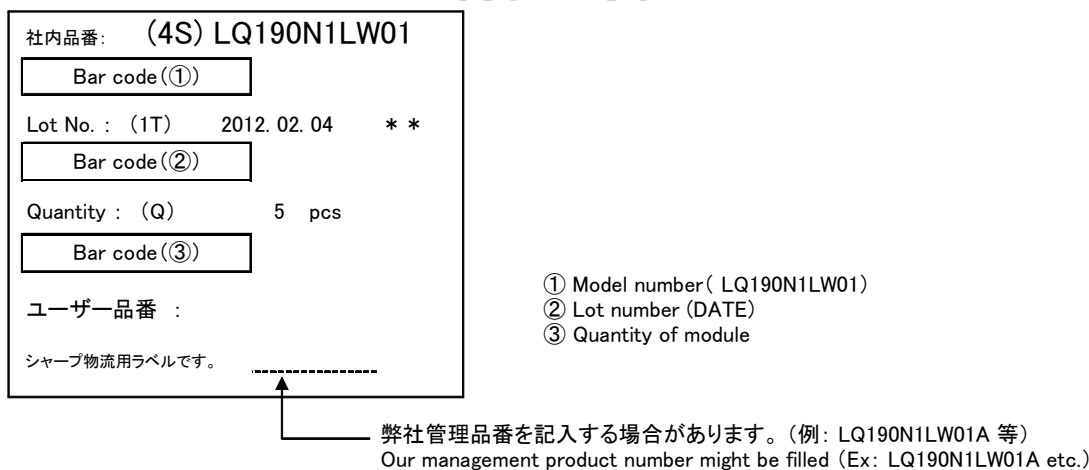 社内品番: (4S) LQ190N1LW01
Bar code(①)
Lot No. : (1T) 2012. 02. 04 * *
Bar code(②)
Quantity : (Q) 5 pcs
Bar code(③)
ユーザー品番 :
シャープ物流用ラベルです。
① Model number( LQ190N1LW01)
② Lot number (DATE)
③ Quantity of module
弊社管理品番を記入する場合があります。(例: LQ190N1LW01A 等)
Our management product number might be filled (Ex: LQ190N1LW01A etc.)